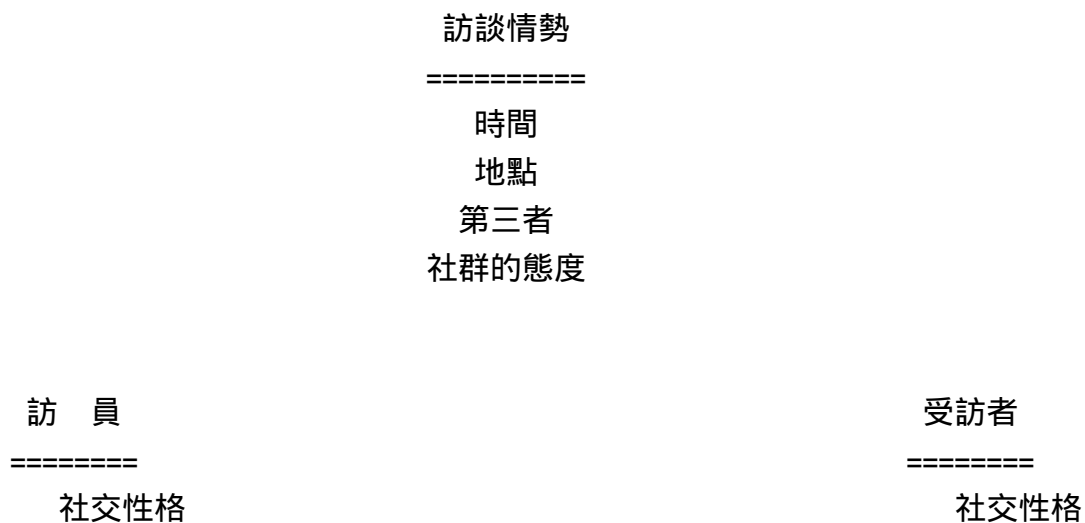 訪談情勢
==========
時間
地點
第三者
社群的態度
訪　員　　受訪者
========　　========
社交性格　　社交性格